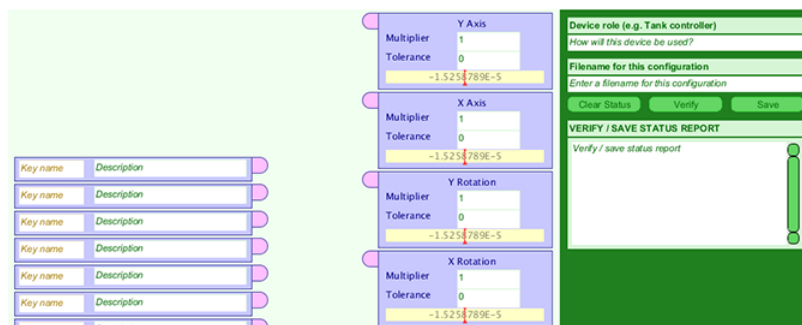 Y Axis
Multiplier 1
Tolerance 0
-1.5258789E-5
X Axis
Multiplier 1
Tolerance 0
-1.5258789E-5
Y Rotation
Multiplier 1
Tolerance 0
-1.5258789E-5
X Rotation
Multiplier 1
Tolerance 0
-1.5258789E-5
Key name Description
Key name Description
Key name Description
Key name Description
Key name Description
Key name Description
Device role (e.g. Tank controller)
How will this device be used?
Filename for this configuration
Enter a filename for this configuration
Clear Status Verify Save
VERIFY / SAVE STATUS REPORT
Verify / save status report